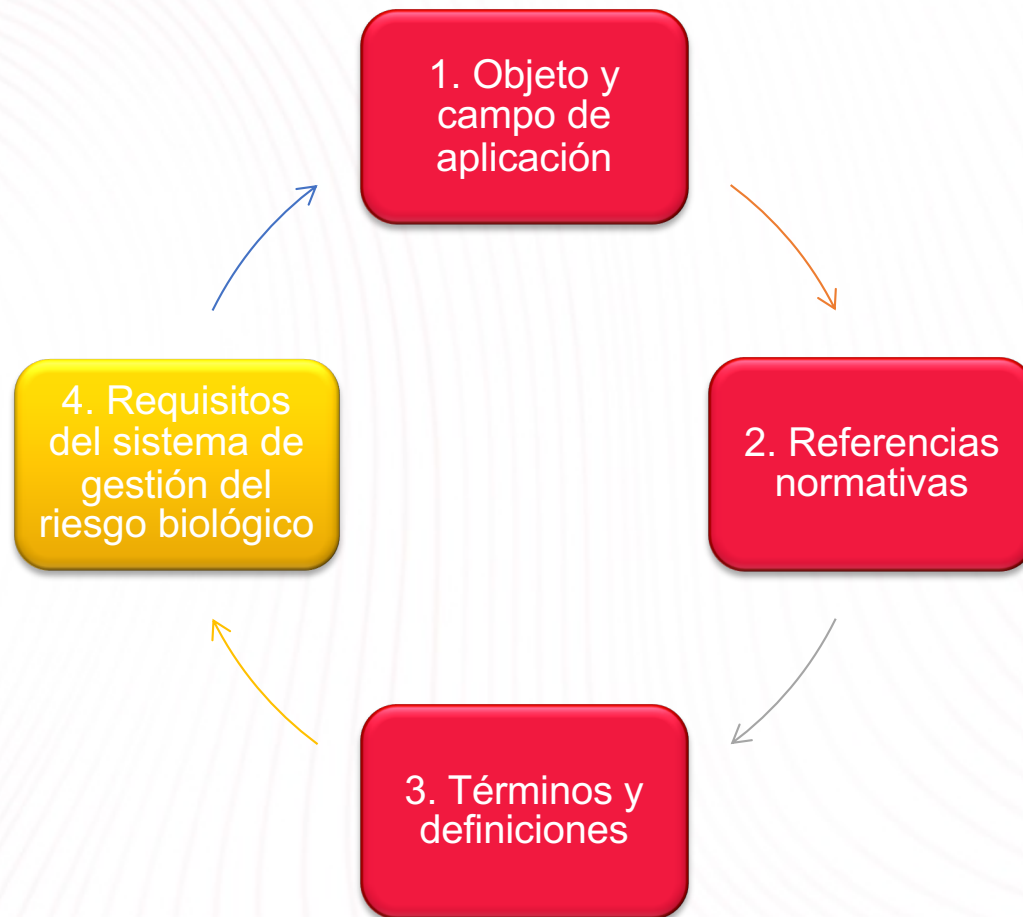 1. Objeto y
campo de
aplicación
2. Referencias
normativas
3. Términos y
definiciones
4. Requisitos
del sistema de
gestión del
riesgo biológico